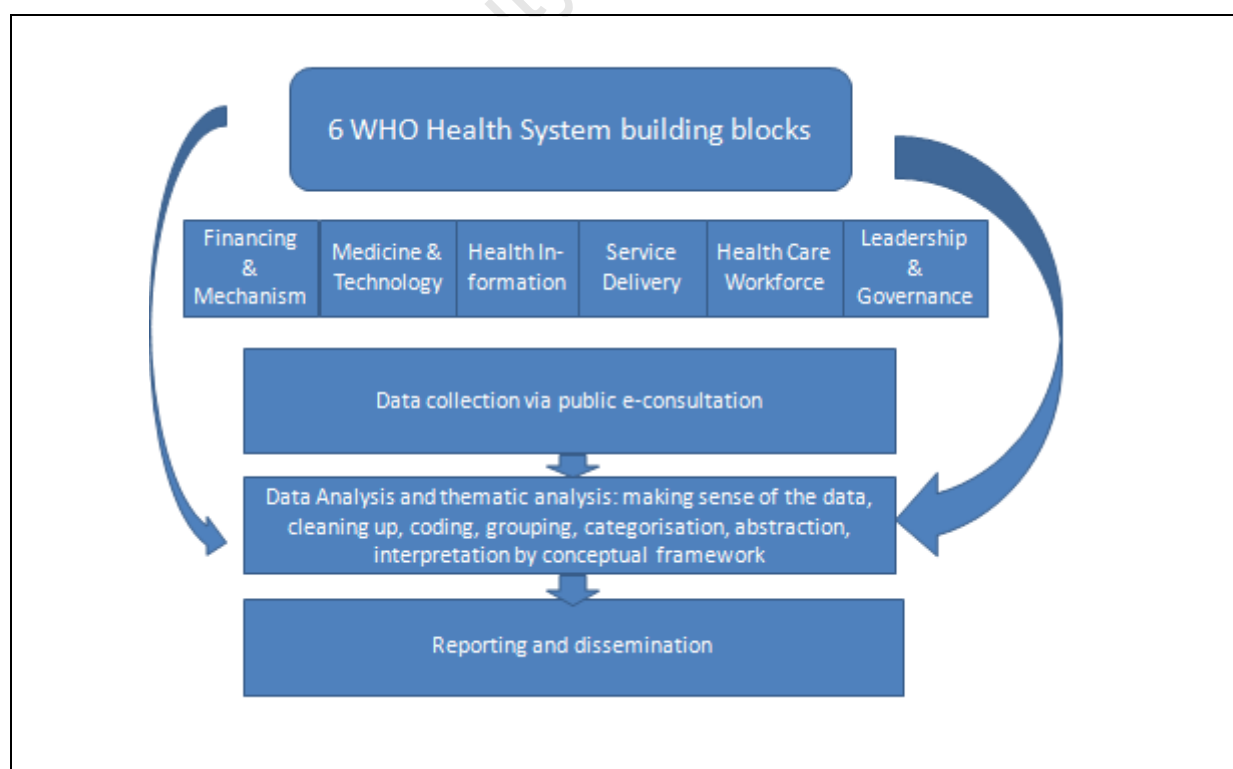 6 WHO Health System building blocks
Financing
&
Mechanism
Medicine &
Technology
Health In-
formation
Service
Delivery
Health Care
Workforce
Leadership
&
Governance
Data collection via public e-consultation
Data Analysis and thematic analysis: making sense of the data,
cleaning up, coding, grouping, categorisation, abstraction,
interpretation by conceptual framework
Reporting and dissemination